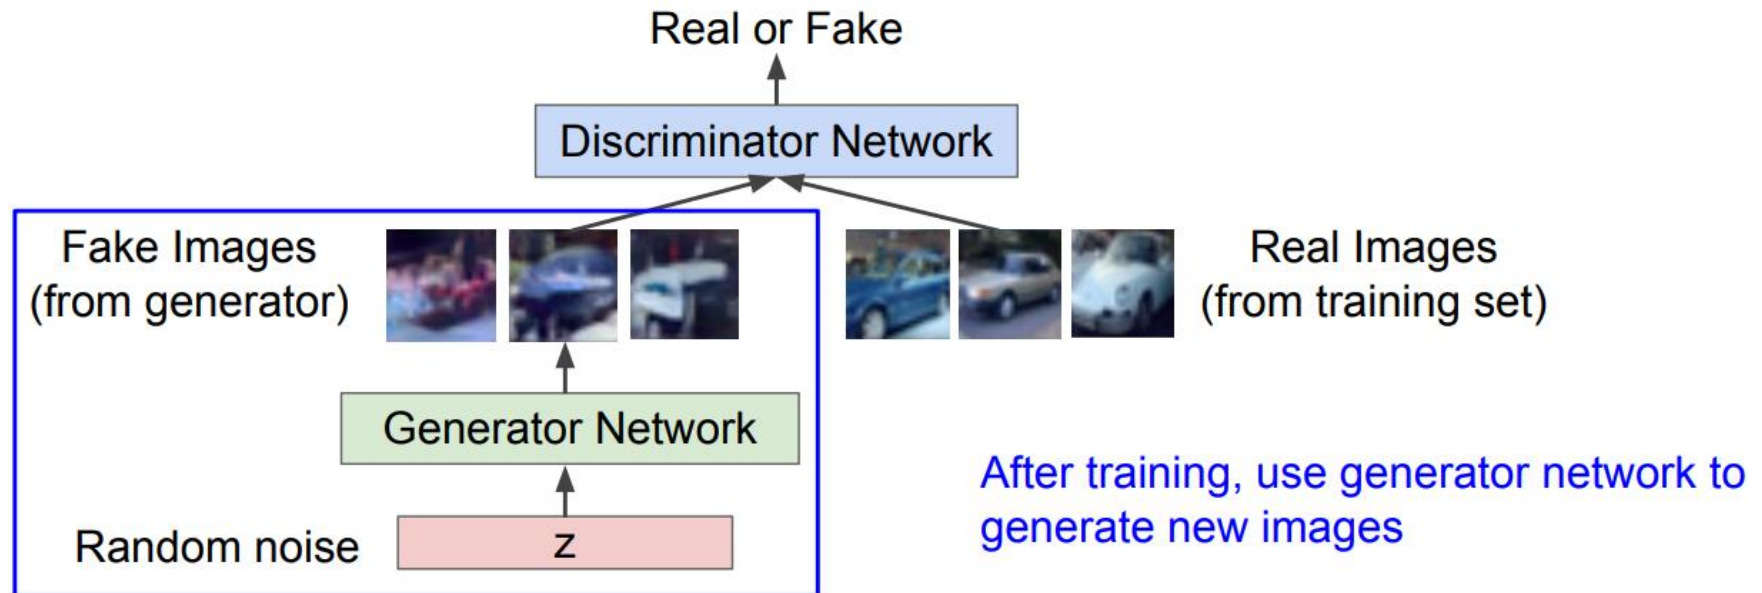 Real or Fake
Discriminator Network
Fake Images
(from generator)
Real Images
(from training set)
Generator Network
After training, use generator network to
generate new images
Random noise
z